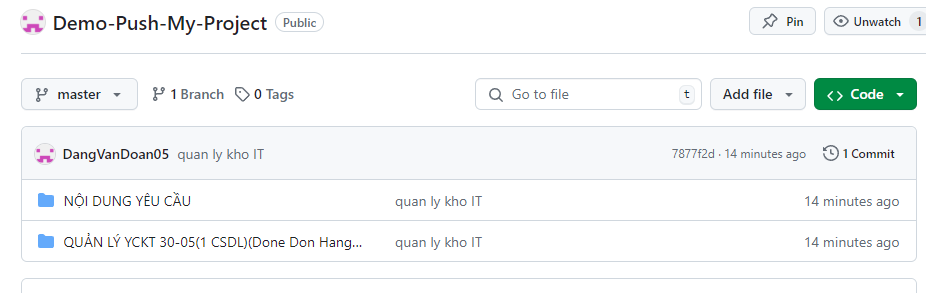 Demo-Push-My-Project Public Pin Unwatch 1
master 1 Branch 0 Tags Go to file t Add file Code
DangVanDoan05 quan ly kho IT 7877f2d · 14 minutes ago 1 Commit
NỘI DUNG YÊU CẦU quan ly kho IT 14 minutes ago
QUẢN LÝ YCKT 30-05(1 CSDL)(Done Don Hang... quan ly kho IT 14 minutes ago